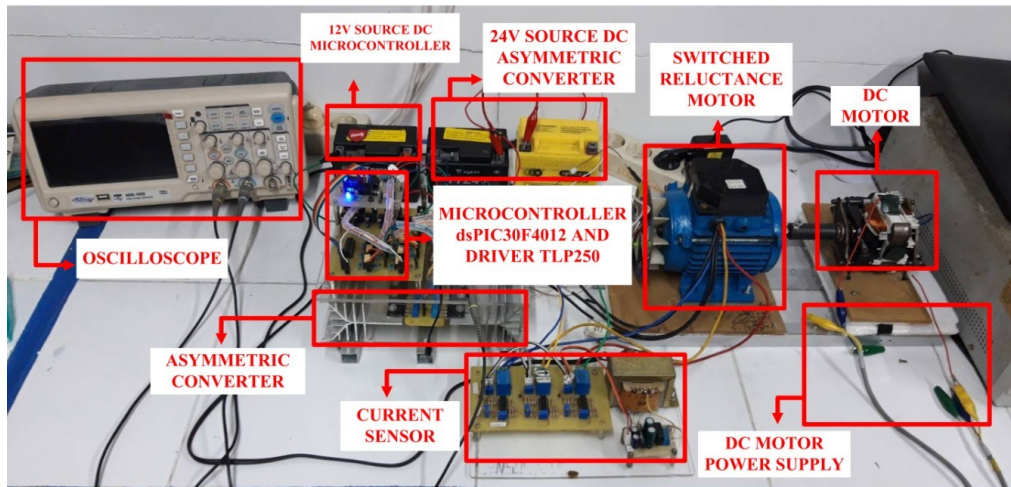 12V SOURCE DC
MICROCONTROLLER
24V SOURCE DC
ASYMMETRIC
CONVERTER
SWITCHED
RELUCTANCE
MOTOR
DC
MOTOR
OSCILLOSCOPE
MICROCONTROLLER
dsPIC30F4012 AND
DRIVER TLP250
ASYMMETRIC
CONVERTER
CURRENT
SENSOR
DC MOTOR
POWER SUPPLY